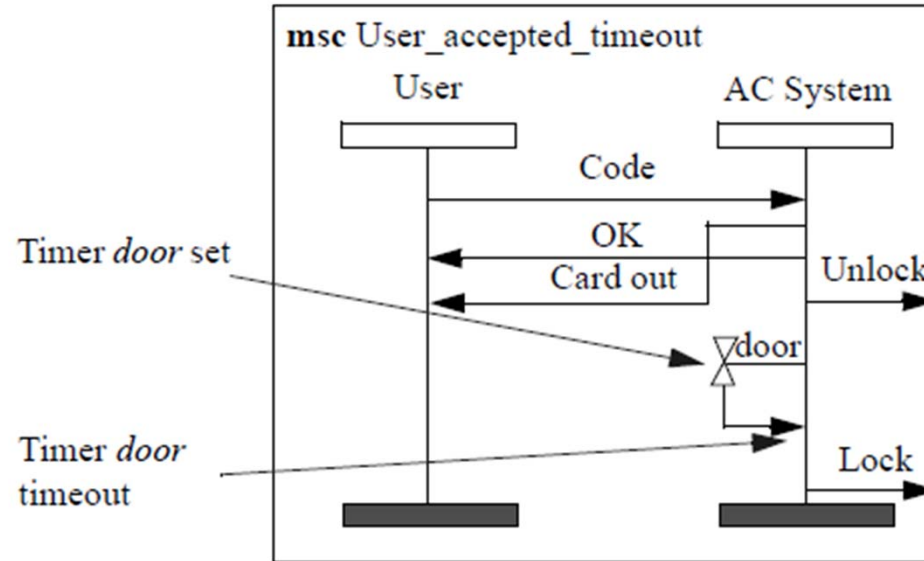 msc User_accepted_timeout
User
AC System
Code
OK
Timer door set
Card out
Unlock
door
Timer door
timeout
Lock